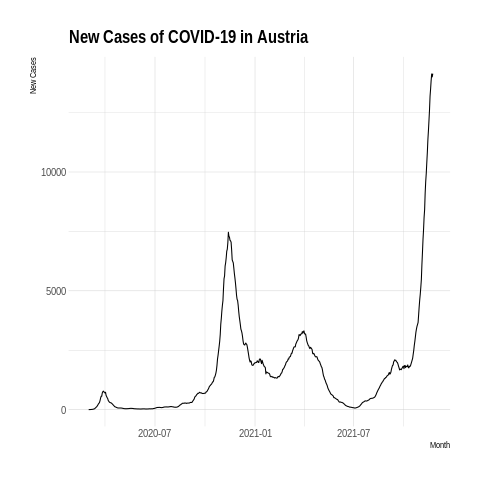 New Cases of COVID-19 in Austria
New Cases
10000
5000
0
2020-07
2021-01
2021-07
Month